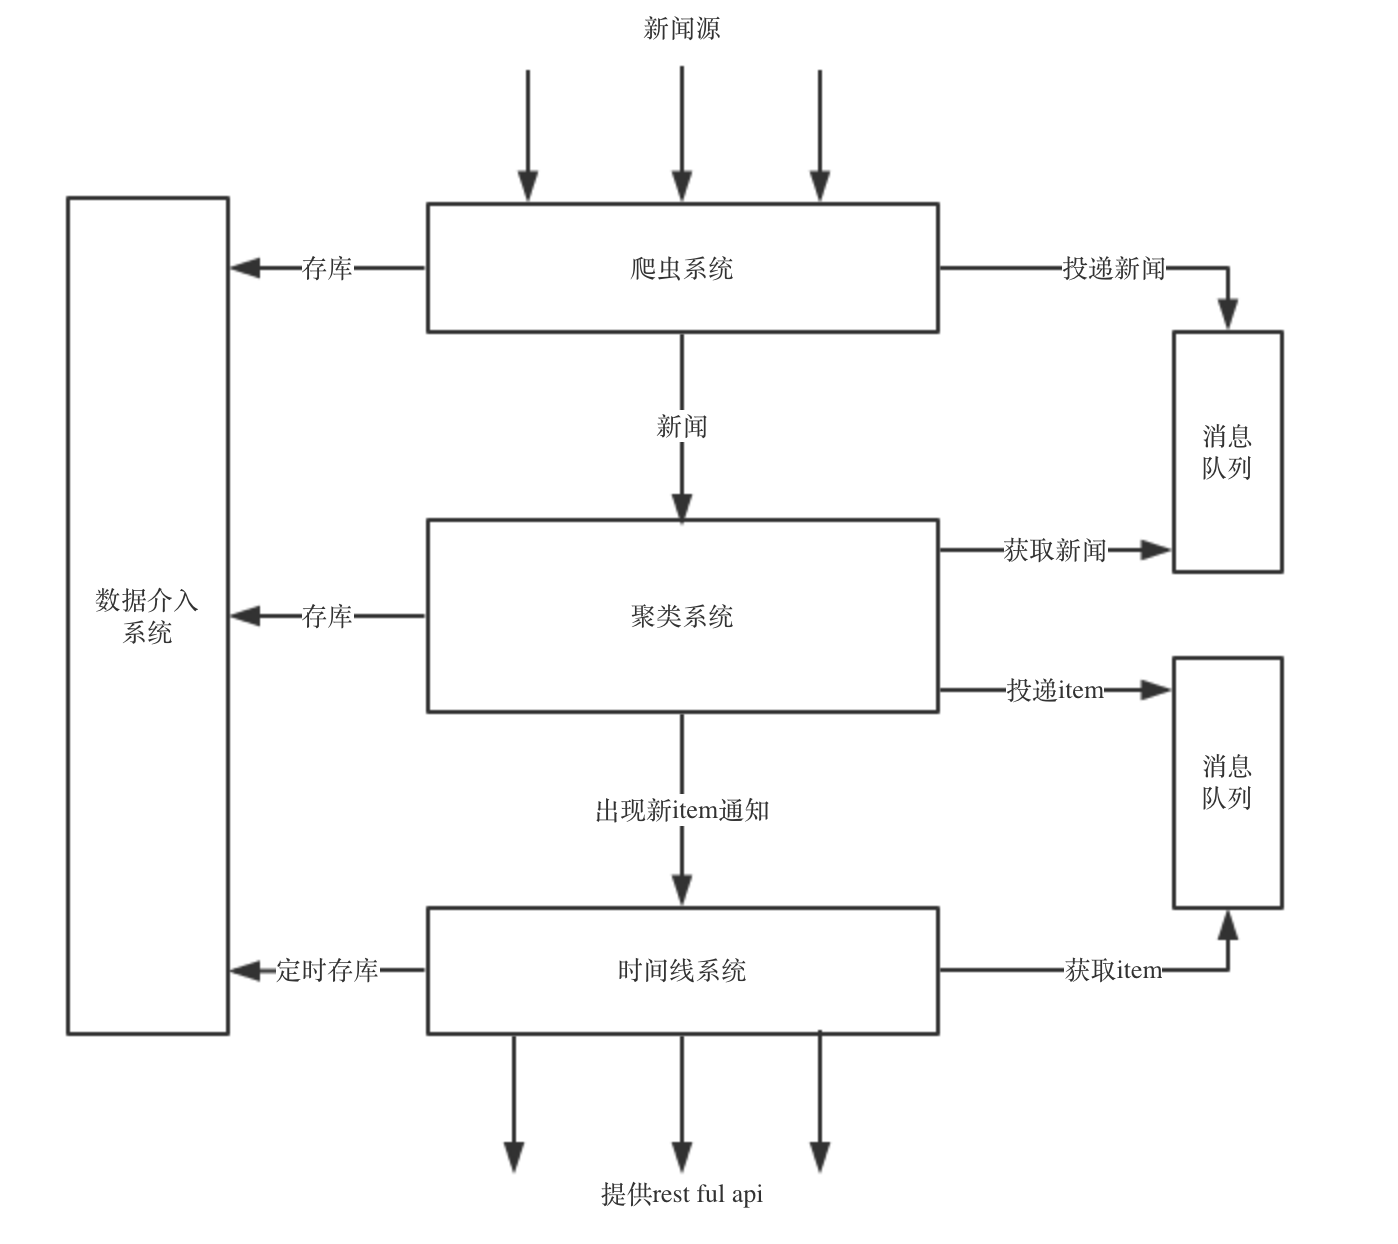 新闻源
存库
爬虫系统
投递新闻
新闻
消息
队列
获取新闻
数据介入
系统
存库
聚类系统
投递item
消息
队列
出现新item通知
定时存库
时间线系统
获取item
提供rest ful api